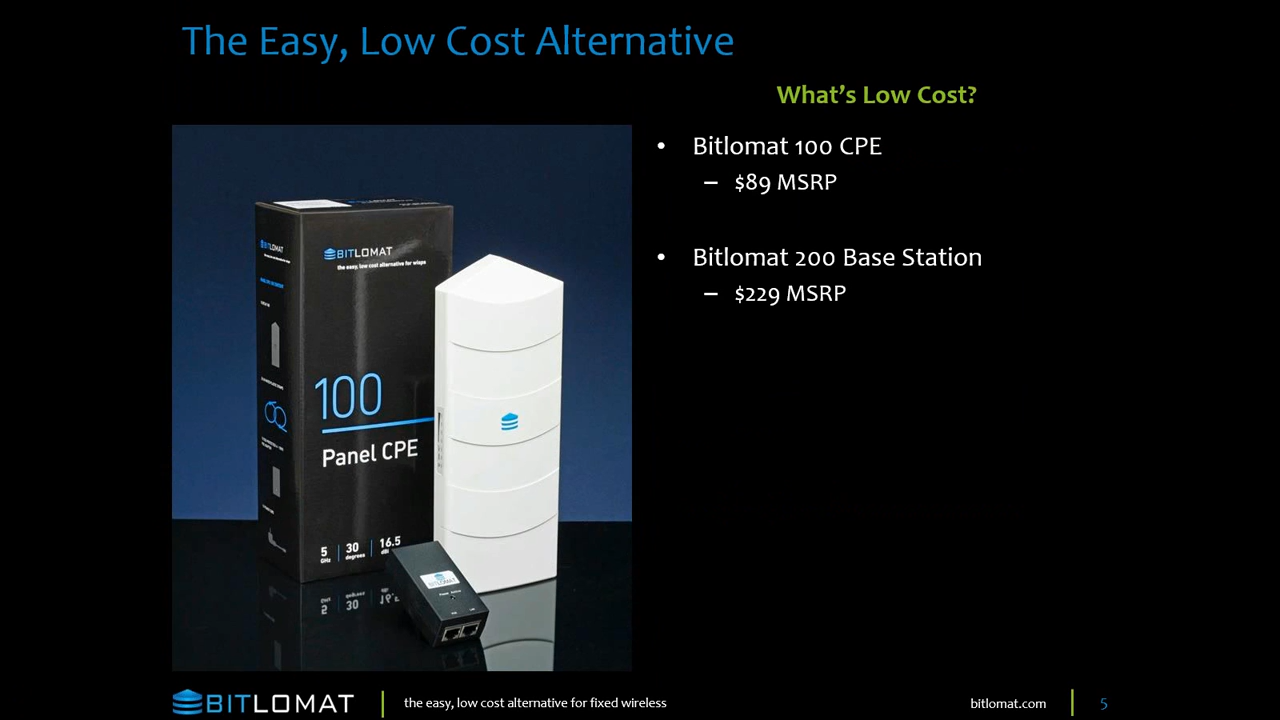 The Easy, Low Cost Alternative
What's Low Cost?
• Bitlomat 100 CPE
– $89 MSRP
• Bitlomat 200 Base Station
– $229 MSRP
BITLOMAT
BITLOMAT
the easy, low cost alternative for wisps
100
Panel CPE
5 GHz | 30 degrees | 16.5 dBi
BITLOMAT
BITLOMAT
the easy, low cost alternative for fixed wireless
bitlomat.com
5